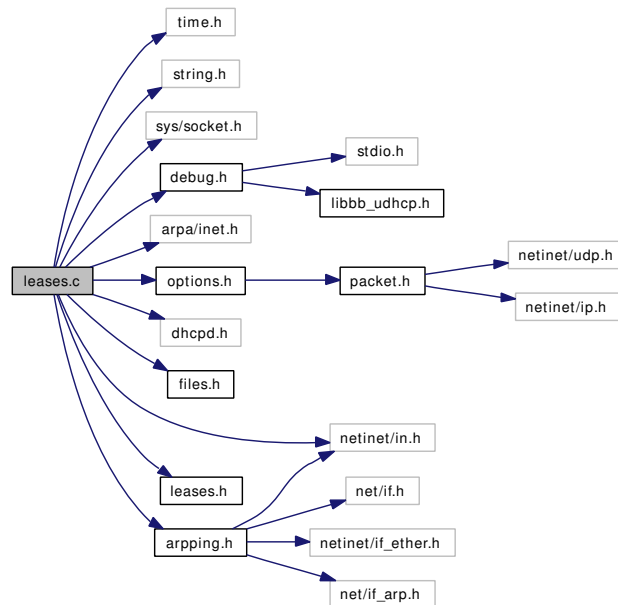 time.h
string.h
sys/socket.h
stdio.h
debug.h
libbb_udhcp.h
arpa/inet.h
netinet/udp.h
leases.c
options.h
packet.h
netinet/ip.h
dhcpd.h
files.h
netinet/in.h
leases.h
net/if.h
arpping.h
netinet/if_ether.h
net/if_arp.h